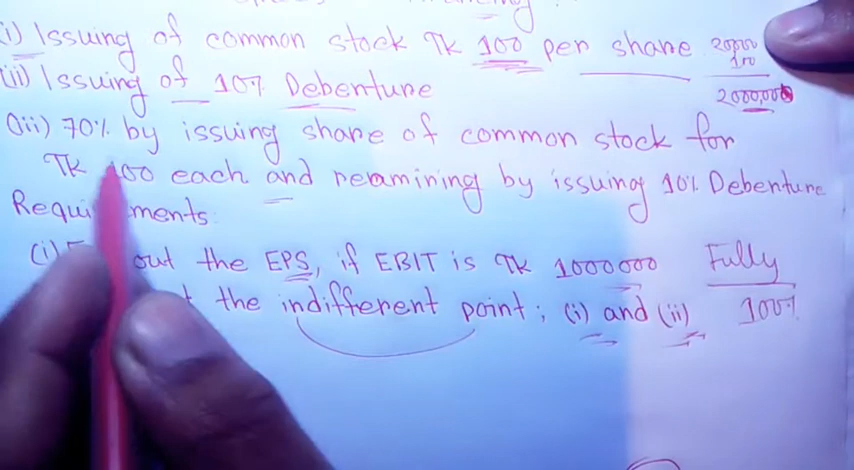 (i) Issuing of common stock Tk 100 per share
(ii) Issuing of 10% Debenture
(iii) 70% by issuing share of common stock for
Tk 100 each and reamining by issuing 10% Debenture
Requi ments
(i) out the EPS, if EBIT is Tk 1000000 Fully
the indifferent point; (i) and (ii) 100%